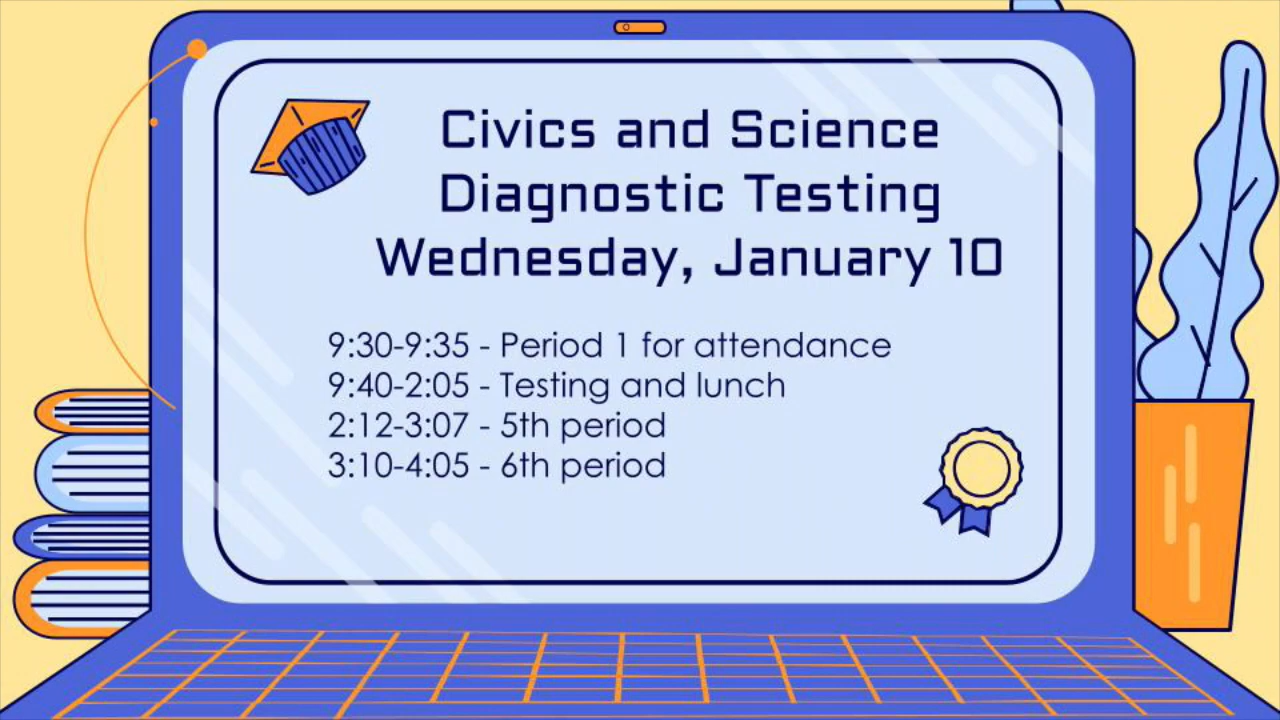 Civics and Science
Diagnostic Testing
Wednesday, January 10
9:30-9:35 - Period 1 for attendance
9:40-2:05 - Testing and lunch
2:12-3:07 - 5th period
3:10-4:05 - 6th period